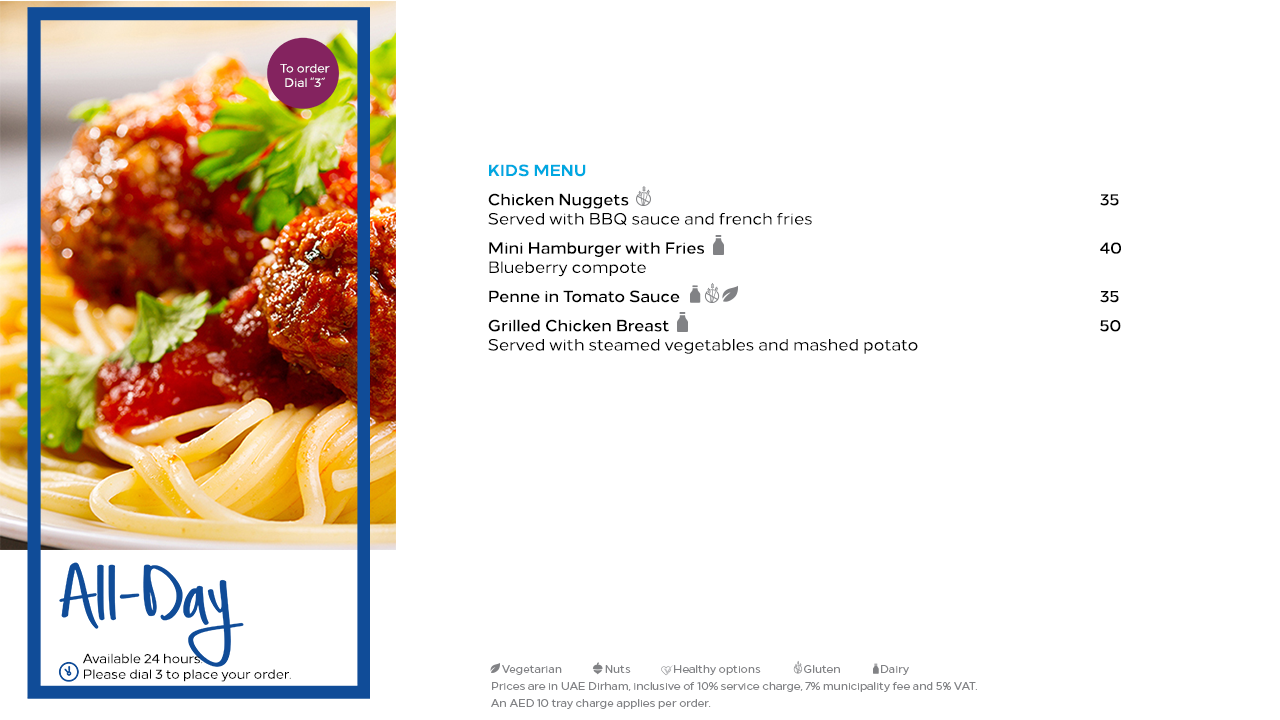 To order
Dial "3"
All-Day
Available 24 hours.
Please dial 3 to place your order.
KIDS MENU
Chicken Nuggets 35
Served with BBQ sauce and french fries
Mini Hamburger with Fries 40
Blueberry compote
Penne in Tomato Sauce 35
Grilled Chicken Breast 50
Served with steamed vegetables and mashed potato
Vegetarian Nuts Healthy options Gluten Dairy
Prices are in UAE Dirham, inclusive of 10% service charge, 7% municipality fee and 5% VAT.
An AED 10 tray charge applies per order.